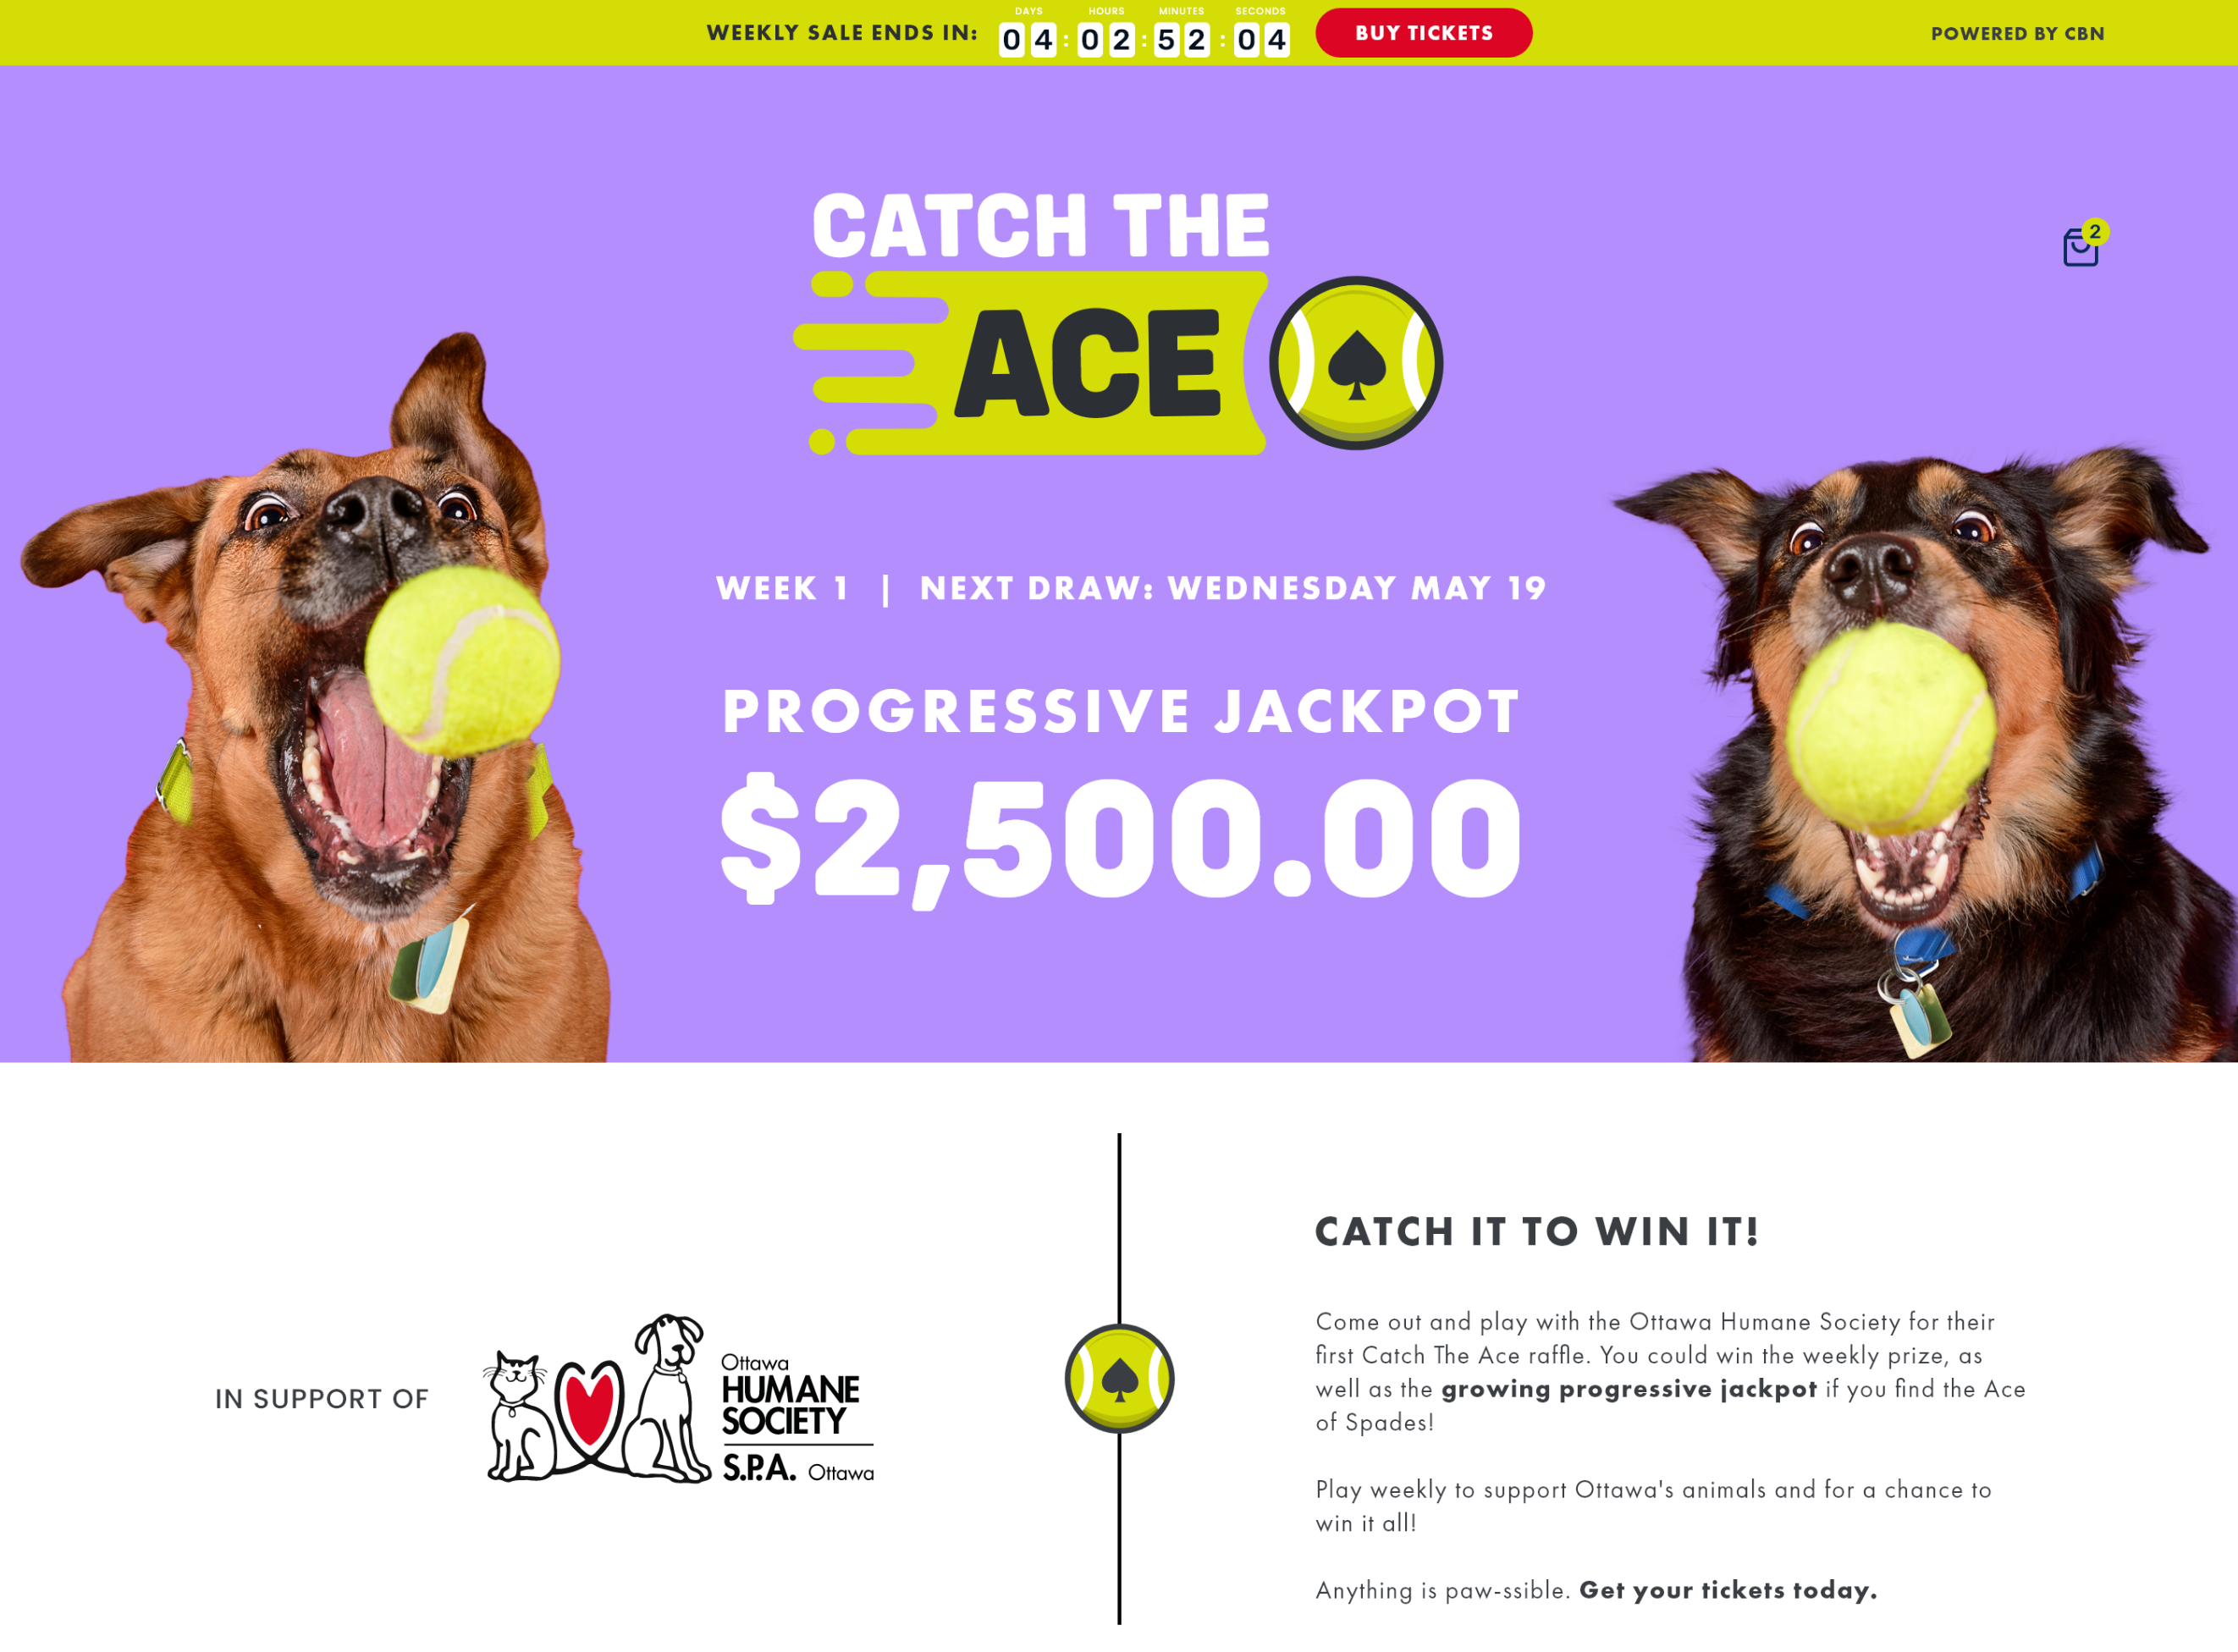 WEEKLY SALE ENDS IN:
DAYS HOURS MINUTES SECONDS
04 : 02 : 52 : 04
BUY TICKETS
POWERED BY CBN
2
CATCH THE
ACE
WEEK 1 | NEXT DRAW: WEDNESDAY MAY 19
PROGRESSIVE JACKPOT
$2,500.00
IN SUPPORT OF
Ottawa
HUMANE
SOCIETY
S.P.A. Ottawa
CATCH IT TO WIN IT!
Come out and play with the Ottawa Humane Society for their
first Catch The Ace raffle. You could win the weekly prize, as
well as the growing progressive jackpot if you find the Ace
of Spades!
Play weekly to support Ottawa's animals and for a chance to
win it all!
Anything is paw-ssible. Get your tickets today.